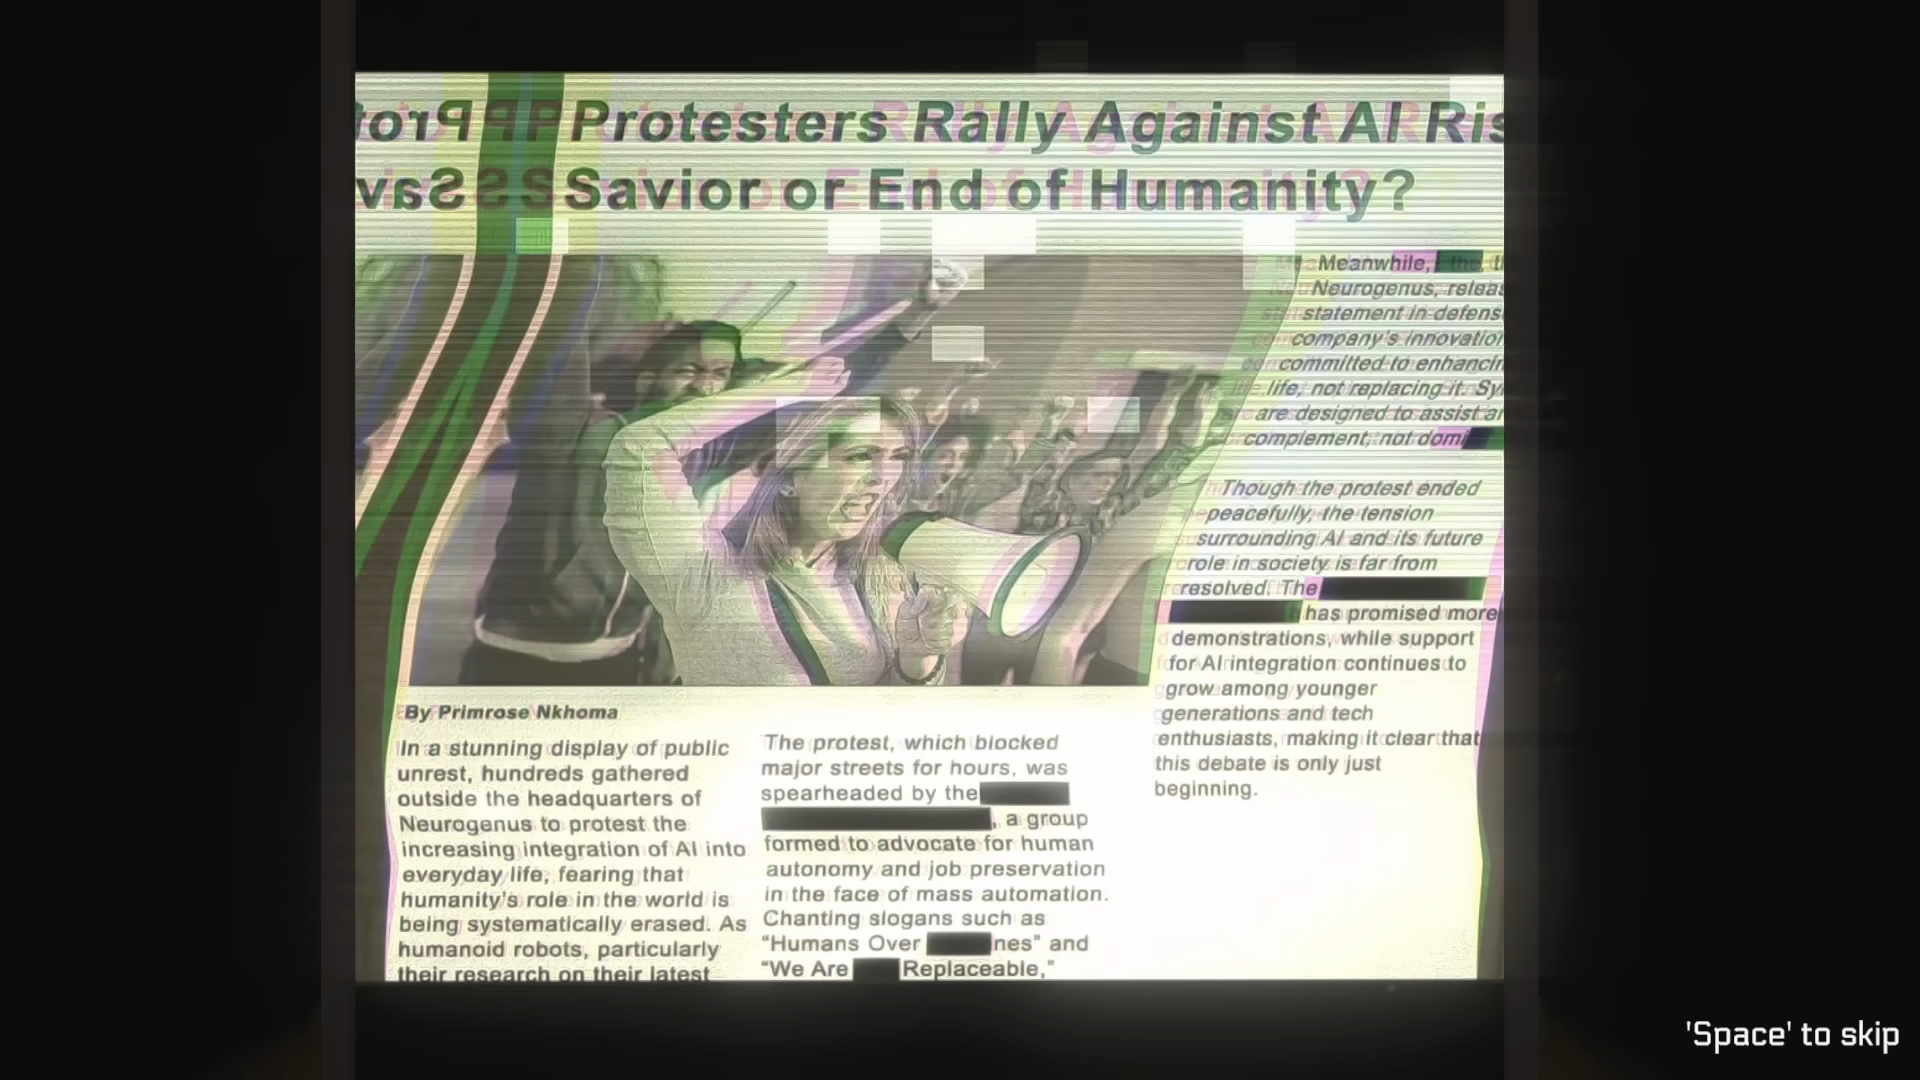 Protesters Rally Against AI Ris
Savior or End of Humanity?
By Primrose Nkhoma
In a stunning display of public
unrest, hundreds gathered
outside the headquarters of
Neurogenus to protest the
increasing integration of AI into
everyday life, fearing that
humanity's role in the world is
being systematically erased. As
humanoid robots, particularly
their research on their latest
The protest, which blocked
major streets for hours, was
spearheaded by the
, a group
formed to advocate for human
autonomy and job preservation
in the face of mass automation.
Chanting slogans such as
“Humans Over nes” and
“We Are Replaceable,”
Meanwhile, the
Neurogenus, releas
statement in defens
company's innovation
committed to enhancin
life, not replacing it. Sy
are designed to assist an
complement, not domi
Though the protest ended
peacefully, the tension
surrounding AI and its future
role in society is far from
resolved. The
has promised more
demonstrations, while support
for AI integration continues to
grow among younger
generations and tech
enthusiasts, making it clear that
this debate is only just
beginning.
'Space' to skip